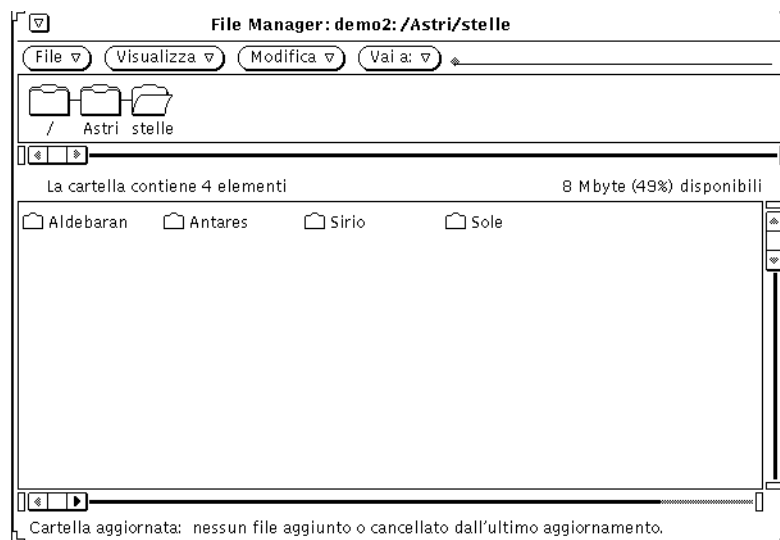 File Manager: demo2: /Astri/stelle
File Visualizza Modifica Vai a:
/ Astri stelle
La cartella contiene 4 elementi 8 Mbyte (49%) disponibili
Aldebaran Antares Sirio Sole
Cartella aggiornata: nessun file aggiunto o cancellato dall'ultimo aggiornamento.